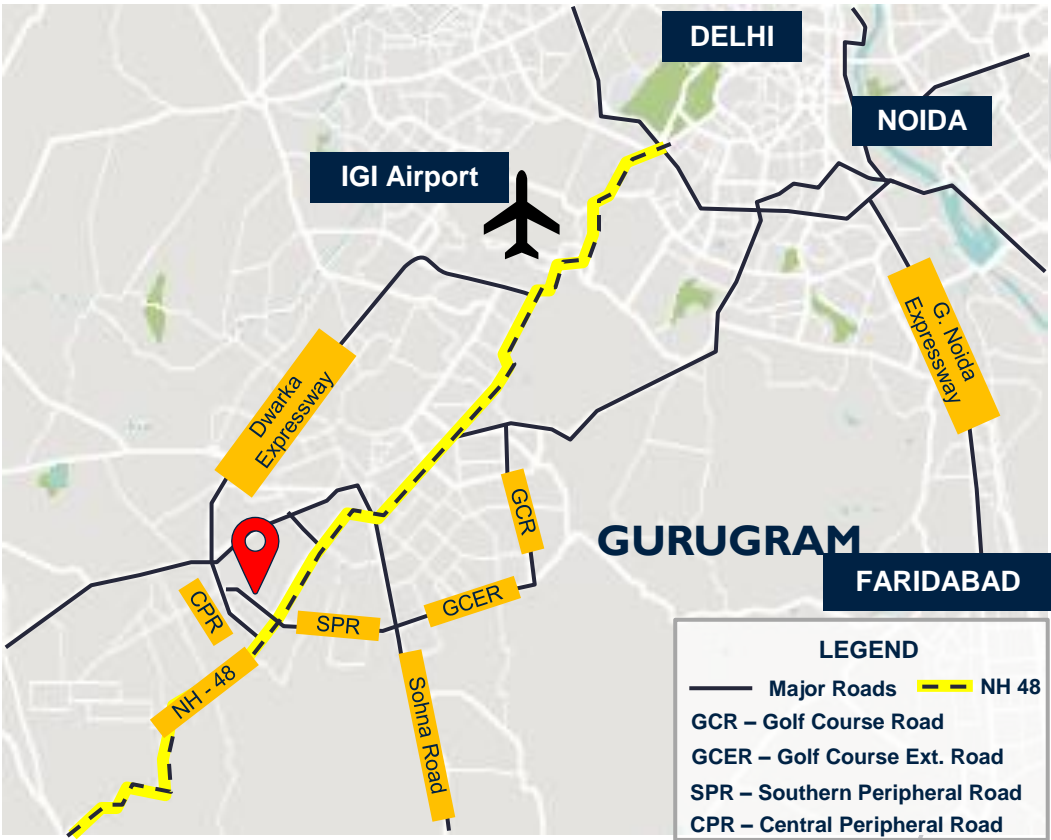 DELHI
NOIDA
IGI Airport
G. Noida
Expressway
Dwarka
Expressway
GCR
GURUGRAM
FARIDABAD
CPR
GCER
SPR
NH - 48
Sohna Road
LEGEND
Major Roads
NH 48
GCR – Golf Course Road
GCER – Golf Course Ext. Road
SPR – Southern Peripheral Road
CPR – Central Peripheral Road